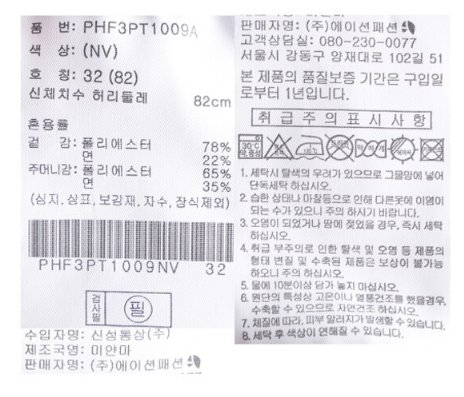 품 번: PHF3PT1009A
색 상: (NV)
호 칭: 32 (82)
신체치수 허리둘레 82cm
혼용률
겉 감: 폴리에스터 78%
면 22%
주머니감: 폴리에스터 65%
면 35%
(심지, 상표, 보강재, 자수, 장식제외)
PHF3PT1009NV 32
검사필 필
수입자명: 신성통상(주)
제조국명: 미얀마
판매자명: (주)에이션패션
판매자명: (주)에이션패션
고객상담실: 080-230-0077
서울시 강동구 양재대로 102길 51
본 제품의 품질보증 기간은 구입일
로부터 1년입니다.
취급 주의 표시사항
1. 세탁시 탈색의 우려가 있으므로 그물망에 넣어
단독세탁 하십시오.
2. 습한 상태나 마찰등으로 인해 다른옷에 이염이
되는 수가 있으니 주의 하시기 바랍니다.
3. 오염이 되었거나 땀에 젖었을 경우, 즉시 세탁
하십시오.
4. 취급 부주의로 인한 탈색 및 오염 등 제품의
형태 변질 및 수축된 제품은 보상이 불가능
하오니 주의 하십시오.
5. 물에 10분이상 담가 놓지 마십시오.
6. 원단의 특성상 고온이나 열풍건조를 했을경우,
수축할 수 있으므로 자연건조 하십시오.
7. 체질에 따라, 피부 알러지가 발생할 수 있습니다.
8. 세탁 후 색상이 연해질 수 있습니다.